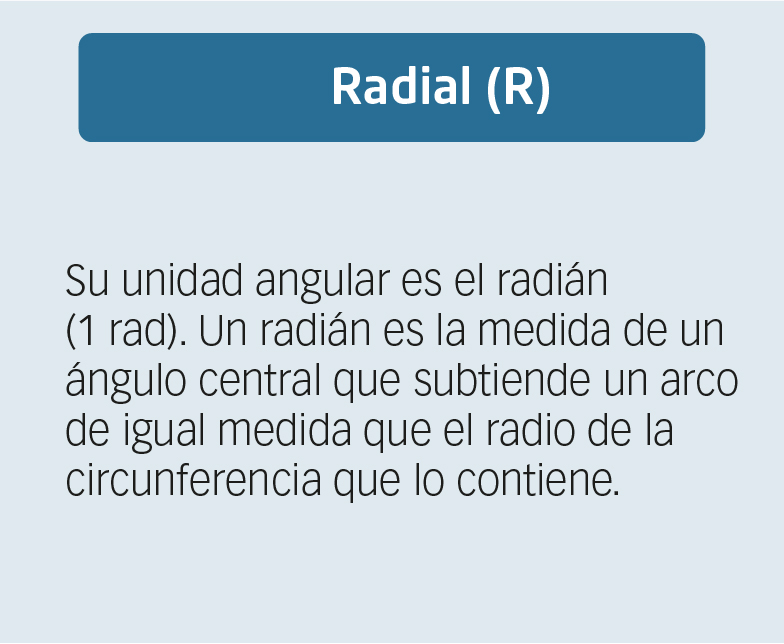 Radial (R)
Su unidad angular es el radián
(1 rad). Un radián es la medida de un
ángulo central que subtiende un arco
de igual medida que el radio de la
circunferencia que lo contiene.